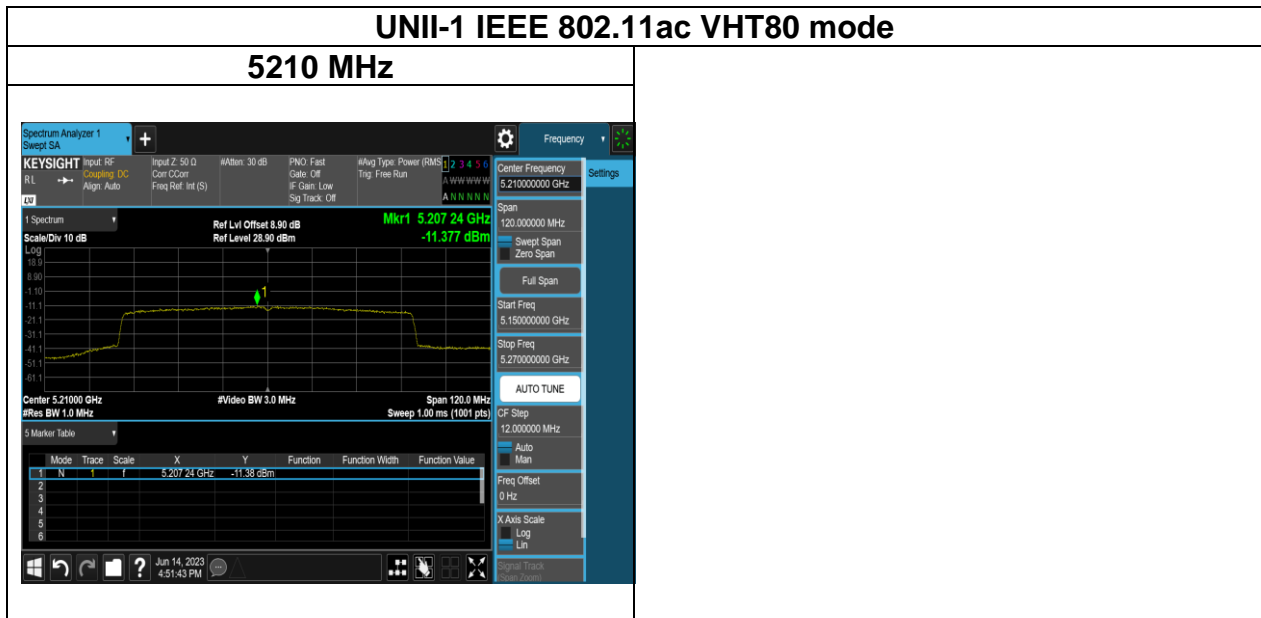 UNII-1 IEEE 802.11ac VHT80 mode
5210 MHz
Spectrum Analyzer 1
Swept SA
+
Frequency
KEYSIGHT
RL
LXI
Input: RF
Coupling: DC
Align: Auto
Input Z: 50 Ω
Corr CCorr
Freq Ref: Int (S)
#Atten: 30 dB
PNO: Fast
Gate: Off
IF Gain: Low
Sig Track: Off
#Avg Type: Power (RMS
Trig: Free Run
1 2 3 4 5 6
A W W W W W
A N N N N N
1 Spectrum
Scale/Div 10 dB
Ref Lvl Offset 8.90 dB
Ref Level 28.90 dBm
Mkr1 5.207 24 GHz
-11.377 dBm
Log
18.9
8.90
-1.10
-11.1
-21.1
-31.1
-41.1
-51.1
-61.1
1
Center 5.21000 GHz
#Res BW 1.0 MHz
#Video BW 3.0 MHz
Span 120.0 MHz
Sweep 1.00 ms (1001 pts)
5 Marker Table
Mode Trace Scale X Y Function Function Width Function Value
1 N 1 f 5.207 24 GHz -11.38 dBm
2
3
4
5
6
?
Jun 14, 2023
4:51:43 PM
Center Frequency
5.210000000 GHz
Settings
Span
120.000000 MHz
Swept Span
Zero Span
Full Span
Start Freq
5.150000000 GHz
Stop Freq
5.270000000 GHz
AUTO TUNE
CF Step
12.000000 MHz
Auto
Man
Freq Offset
0 Hz
X Axis Scale
Log
Lin
Signal Track
(Span Zoom)